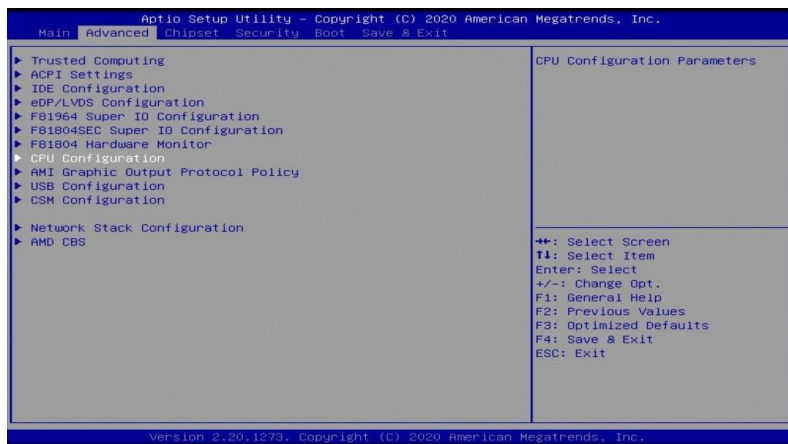 Aptio Setup Utility – Copyright (C) 2020 American Megatrends, Inc.
Main Advanced Chipset Security Boot Save & Exit
▶ Trusted Computing
▶ ACPI Settings
▶ IDE Configuration
▶ eDP/LVDS Configuration
▶ F81964 Super IO Configuration
▶ F81804SEC Super IO Configuration
▶ F81804 Hardware Monitor
▶ CPU Configuration
▶ AMI Graphic Output Protocol Policy
▶ USB Configuration
▶ CSM Configuration
▶ Network Stack Configuration
▶ AMD CBS
CPU Configuration Parameters
→←: Select Screen
↑↓: Select Item
Enter: Select
+/-: Change Opt.
F1: General Help
F2: Previous Values
F3: Optimized Defaults
F4: Save & Exit
ESC: Exit
Version 2.20.1273. Copyright (C) 2020 American Megatrends, Inc.